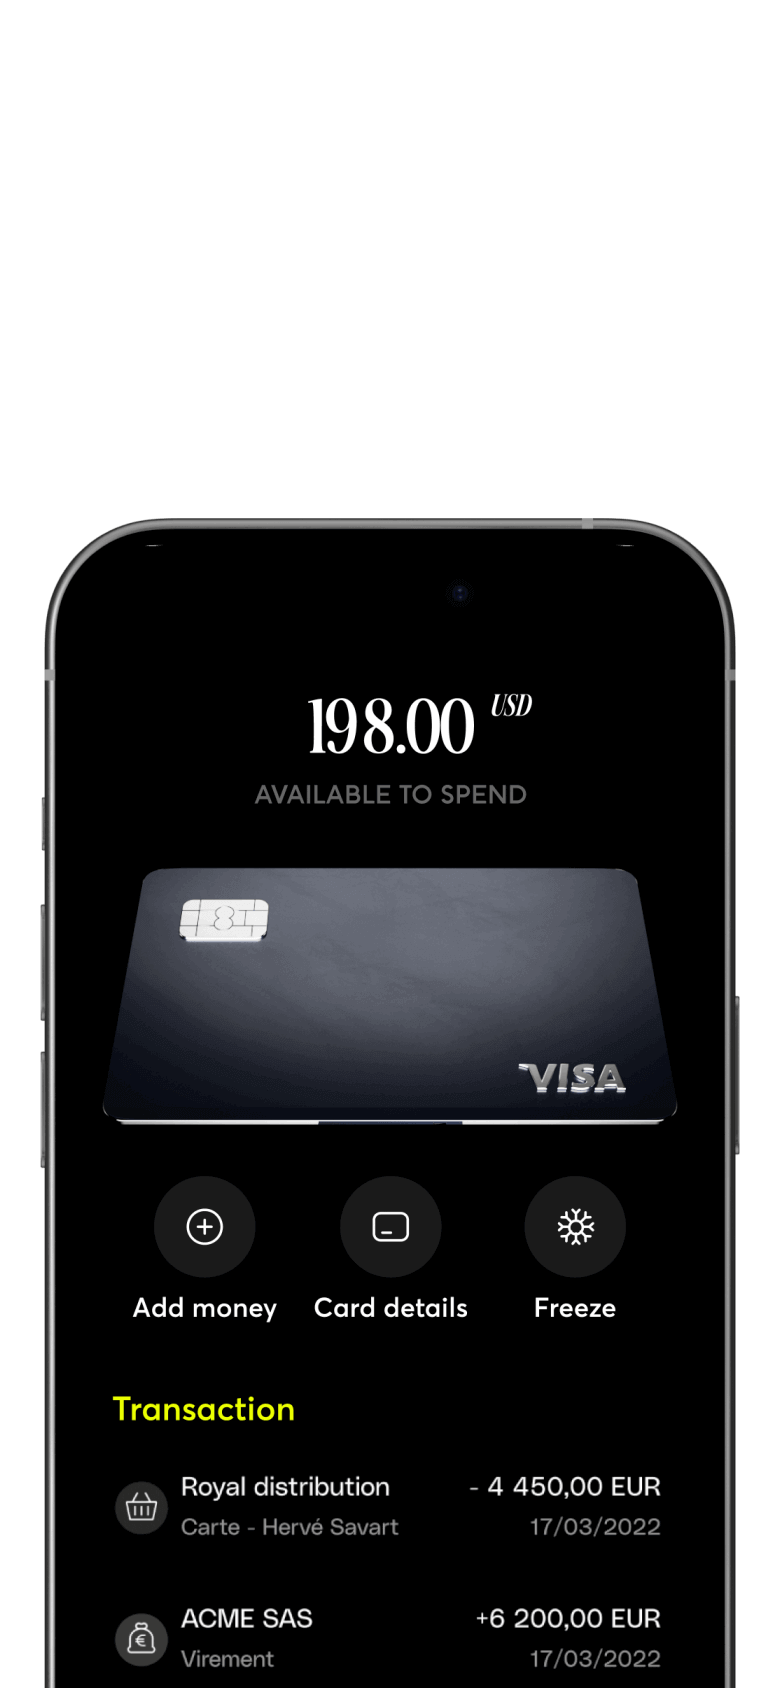 198.00 USD
AVAILABLE TO SPEND
VISA
Add money
Card details
Freeze
Transaction
Royal distribution
- 4 450,00 EUR
Carte - Hervé Savart
17/03/2022
ACME SAS
+6 200,00 EUR
Virement
17/03/2022